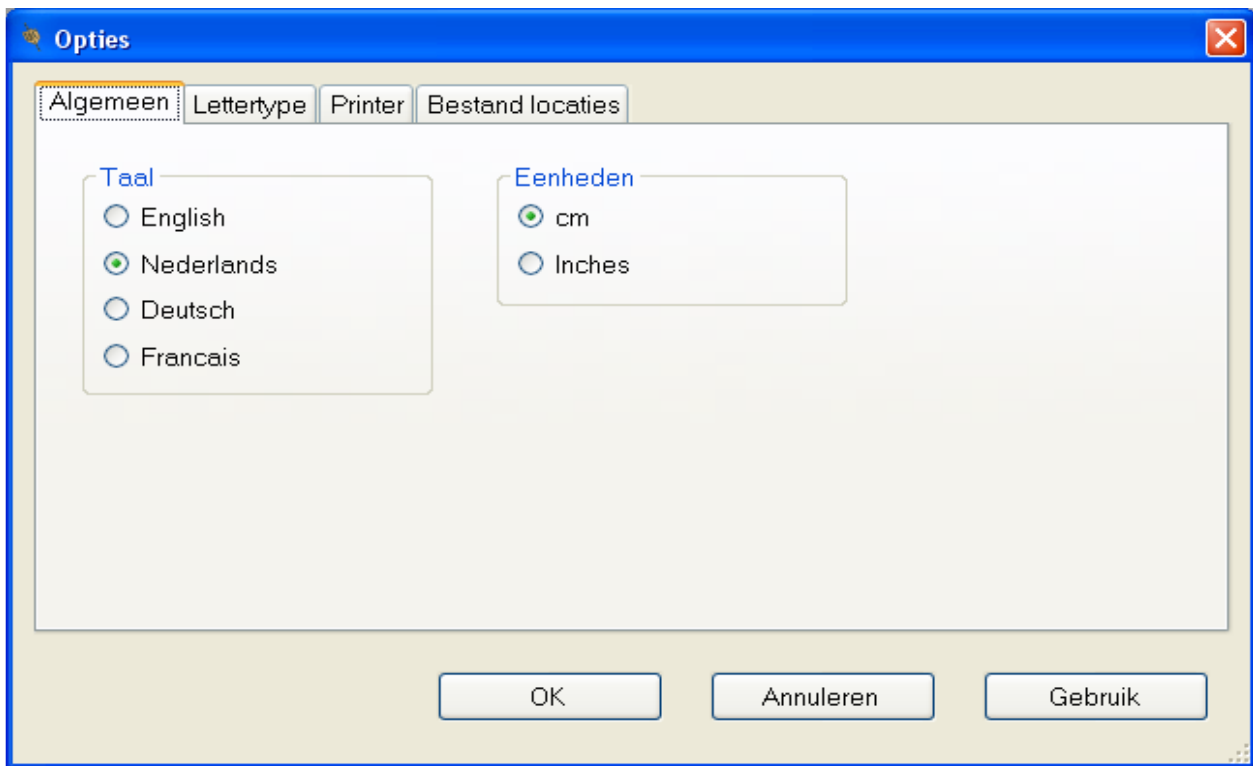 Opties
Algemeen Lettertype Printer Bestand locaties
Taal
English
Nederlands
Deutsch
Francais
Eenheden
cm
Inches
OK Annuleren Gebruik